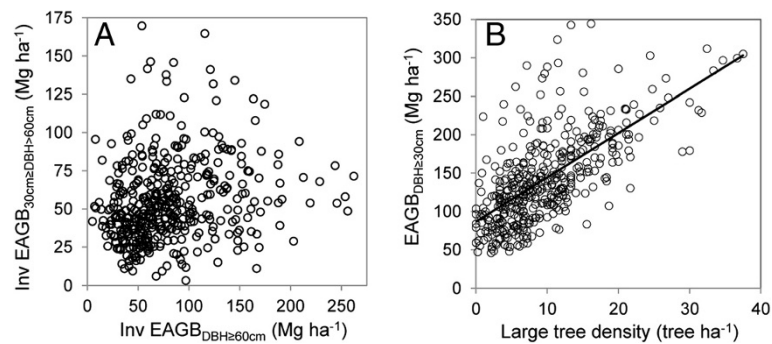 A
175
150
125
100
75
50
25
0
0 50 100 150 200 250
Inv EAGB30cm≥DBH>60cm (Mg ha-1)
Inv EAGBDBH≥60cm (Mg ha-1)
B
350
300
250
200
150
100
50
0
0 10 20 30 40
EAGBDBH≥30cm (Mg ha-1)
Large tree density (tree ha-1)